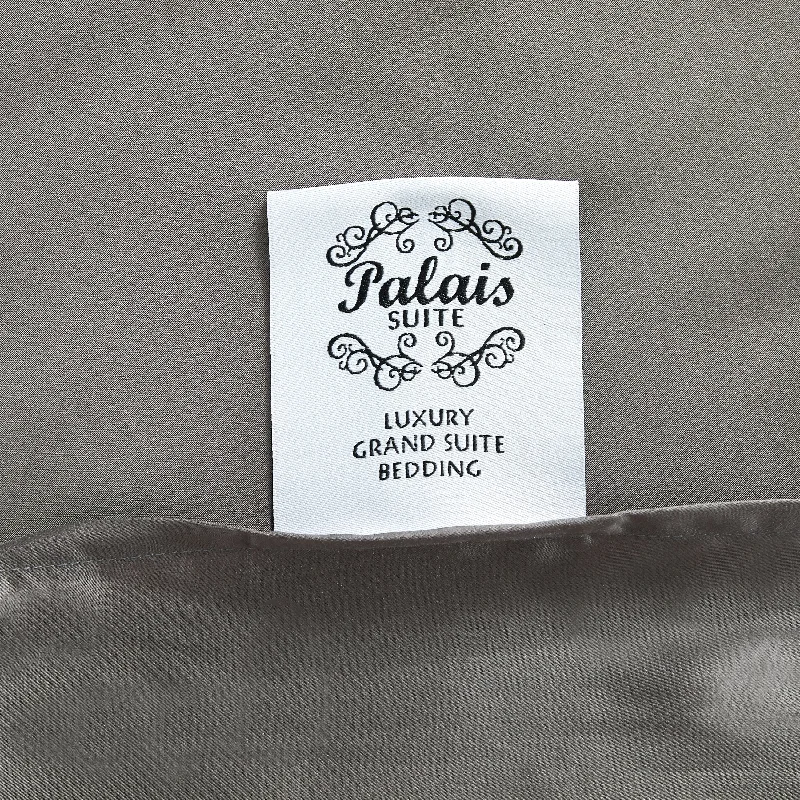 Palais
SUITE
LUXURY
GRAND SUITE
BEDDING